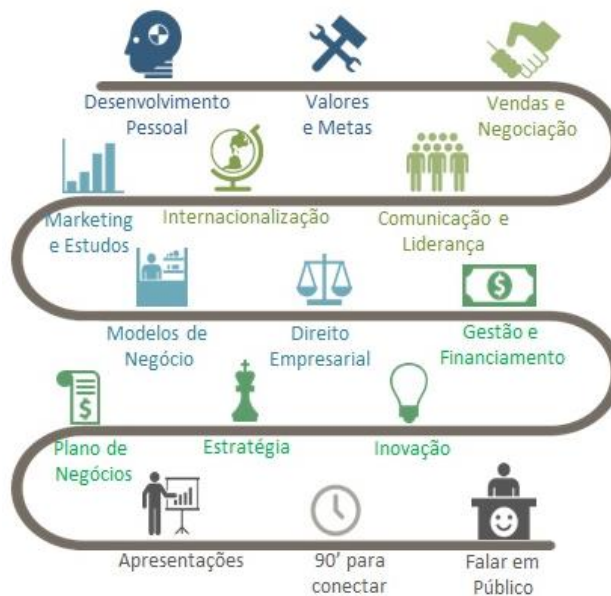 Desenvolvimento
Pessoal
Valores
e Metas
Vendas e
Negociação
Marketing
e Estudos
Internacionalização
Comunicação e
Liderança
Modelos de
Negócio
Direito
Empresarial
$
Gestão e
Financiamento
$
Plano de
Negócios
Estratégia
Inovação
Apresentações
90' para
conectar
Falar em
Público